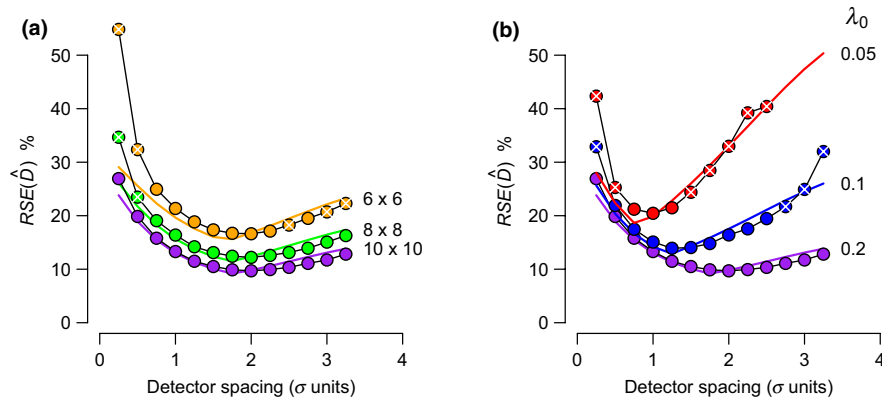 (a)
50
40
30
20
10
0
RSE(D̂) %
6 x 6
8 x 8
10 x 10
0 1 2 3 4
Detector spacing (σ units)
(b)
λ0
50
40
30
20
10
0
RSE(D̂) %
0.05
0.1
0.2
0 1 2 3 4
Detector spacing (σ units)